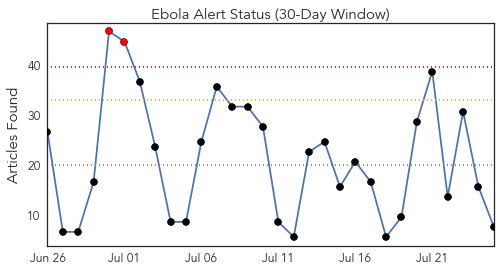 Ebola Alert Status (30-Day Window)
Articles Found
40
30
20
10
Jun 26
Jul 01
Jul 06
Jul 11
Jul 16
Jul 21